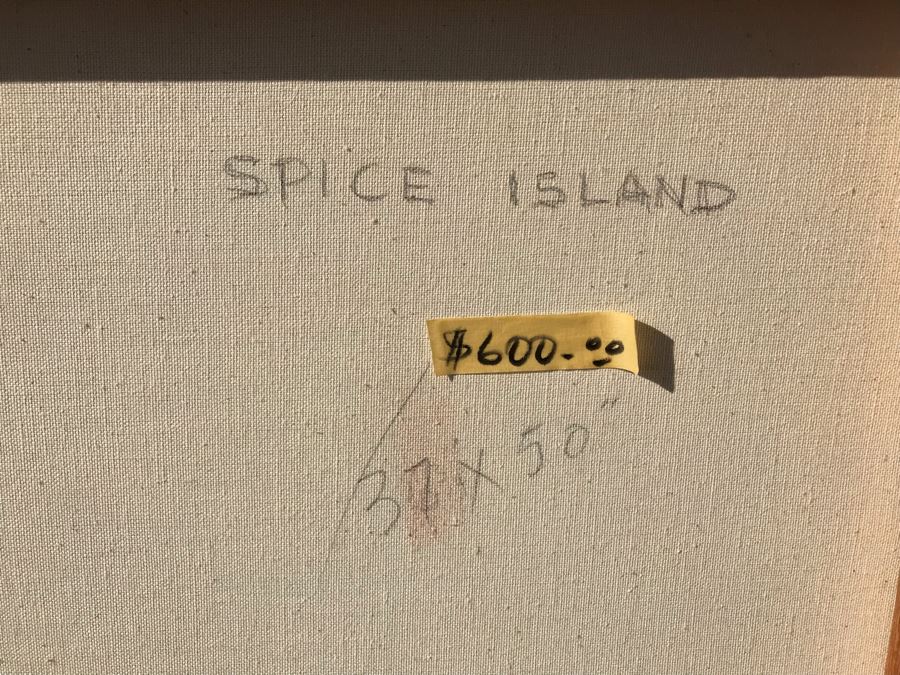 SPICE ISLAND
$600.00
37 x 50"